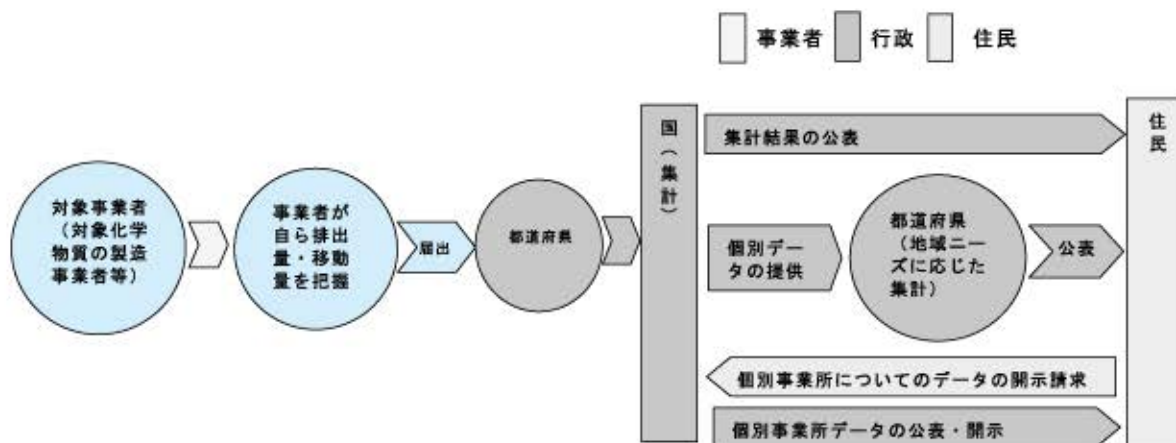 事業者
行政
住民
対象事業者
（対象化学
物質の製造
事業者等）
事業者が
自ら排出
量・移動
量を把握
届出
都道府県
国（集計）
集計結果の公表
個別デー
タの提供
都道府県
（地域ニー
ズに応じた
集計）
公表
個別事業所についてのデータの開示請求
個別事業所データの公表・開示
住民